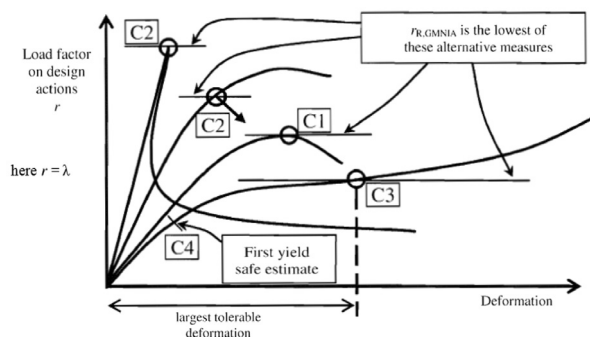 C2
Load factor
on design
actions
r
r_R.GMNIA is the lowest of
these alternative measures
C2
C1
here r = λ
C3
C4
First yield
safe estimate
Deformation
largest tolerable
deformation